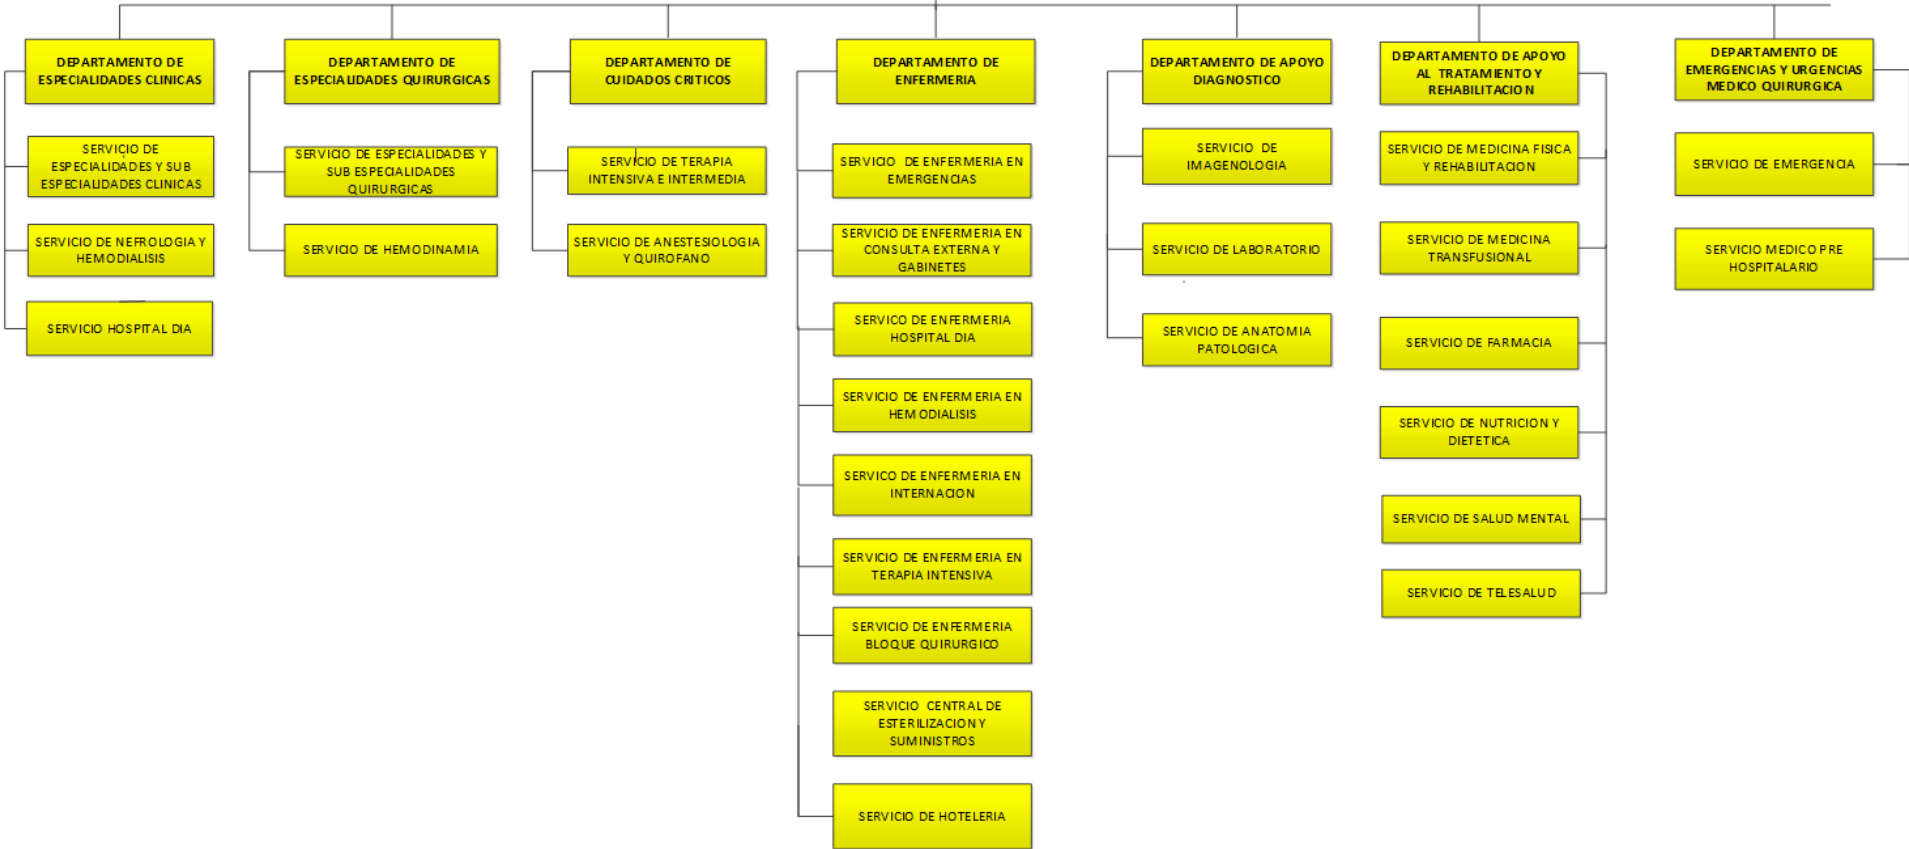 DEPARTAMENTO DE
ESPECIALIDADES CLINICAS
SERVICIO DE
ESPECIALIDADES Y SUB
ESPECIALIDADES CLINICAS
SERVICIO DE NEFROLOGIA Y
HEMODIALISIS
SERVICIO HOSPITAL DIA
DEPARTAMENTO DE
ESPECIALIDADES QUIRURGICAS
SERVICIO DE ESPECIALIDADES Y
SUB ESPECIALIDADES
QUIRURGICAS
SERVICIO DE HEMODINAMIA
DEPARTAMENTO DE
CUIDADOS CRITICOS
SERVICIO DE TERAPIA
INTENSIVA E INTERMEDIA
SERVICIO DE ANESTESIOLOGIA
Y QUIROFANO
DEPARTAMENTO DE
ENFERMERIA
SERVICIO DE ENFERMERIA EN
EMERGENCIAS
SERVICIO DE ENFERMERIA EN
CONSULTA EXTERNA Y
GABINETES
SERVICO DE ENFERMERIA
HOSPITAL DIA
SERVICIO DE ENFERMERIA EN
HEMODIALISIS
SERVICO DE ENFERMERIA EN
INTERNACION
SERVICIO DE ENFERMERIA EN
TERAPIA INTENSIVA
SERVICIO DE ENFERMERIA
BLOQUE QUIRURGICO
SERVICIO CENTRAL DE
ESTERILIZACION Y
SUMINISTROS
SERVICIO DE HOTELERIA
DEPARTAMENTO DE APOYO
DIAGNOSTICO
SERVICIO DE
IMAGENOLOGIA
SERVICIO DE LABORATORIO
SERVICIO DE ANATOMIA
PATOLOGICA
DEPARTAMENTO DE APOYO
AL TRATAMIENTO Y
REHABILITACION
SERVICIO DE MEDICINA FISICA
Y REHABILITACION
SERVICIO DE MEDICINA
TRANSFUSIONAL
SERVICIO DE FARMACIA
SERVICIO DE NUTRICION Y
DIETETICA
SERVICIO DE SALUD MENTAL
SERVICIO DE TELESALUD
DEPARTAMENTO DE
EMERGENCIAS Y URGENCIAS
MEDICO QUIRURGICA
SERVICIO DE EMERGENCIA
SERVICIO MEDICO PRE
HOSPITALARIO